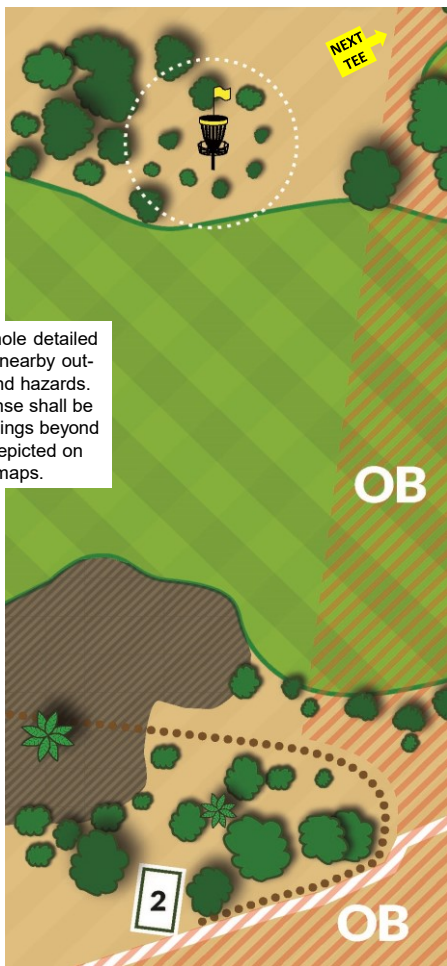 NEXT
TEE
hole detailed
nearby out-
nd hazards.
nse shall be
ings beyond
epicted on
maps.
OB
2
OB